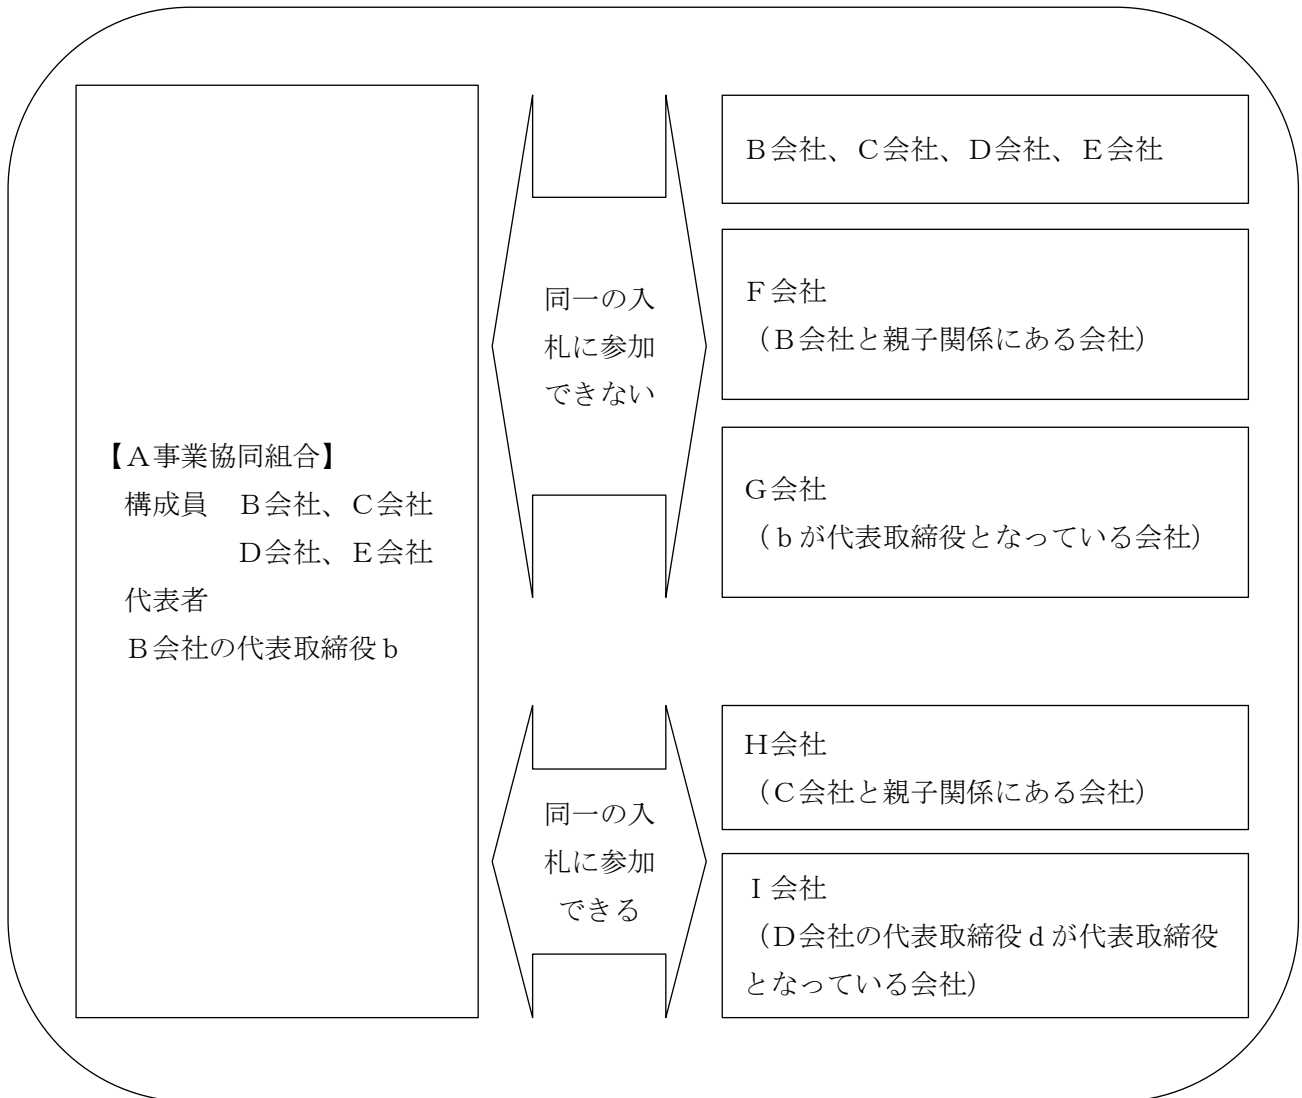 【Ａ事業協同組合】
構成員　Ｂ会社、Ｃ会社
Ｄ会社、Ｅ会社
代表者
Ｂ会社の代表取締役ｂ
同一の入
札に参加
できない
Ｂ会社、Ｃ会社、Ｄ会社、Ｅ会社
Ｆ会社
（Ｂ会社と親子関係にある会社）
Ｇ会社
（ｂが代表取締役となっている会社）
同一の入
札に参加
できる
Ｈ会社
（Ｃ会社と親子関係にある会社）
Ｉ会社
（Ｄ会社の代表取締役ｄが代表取締役
となっている会社）